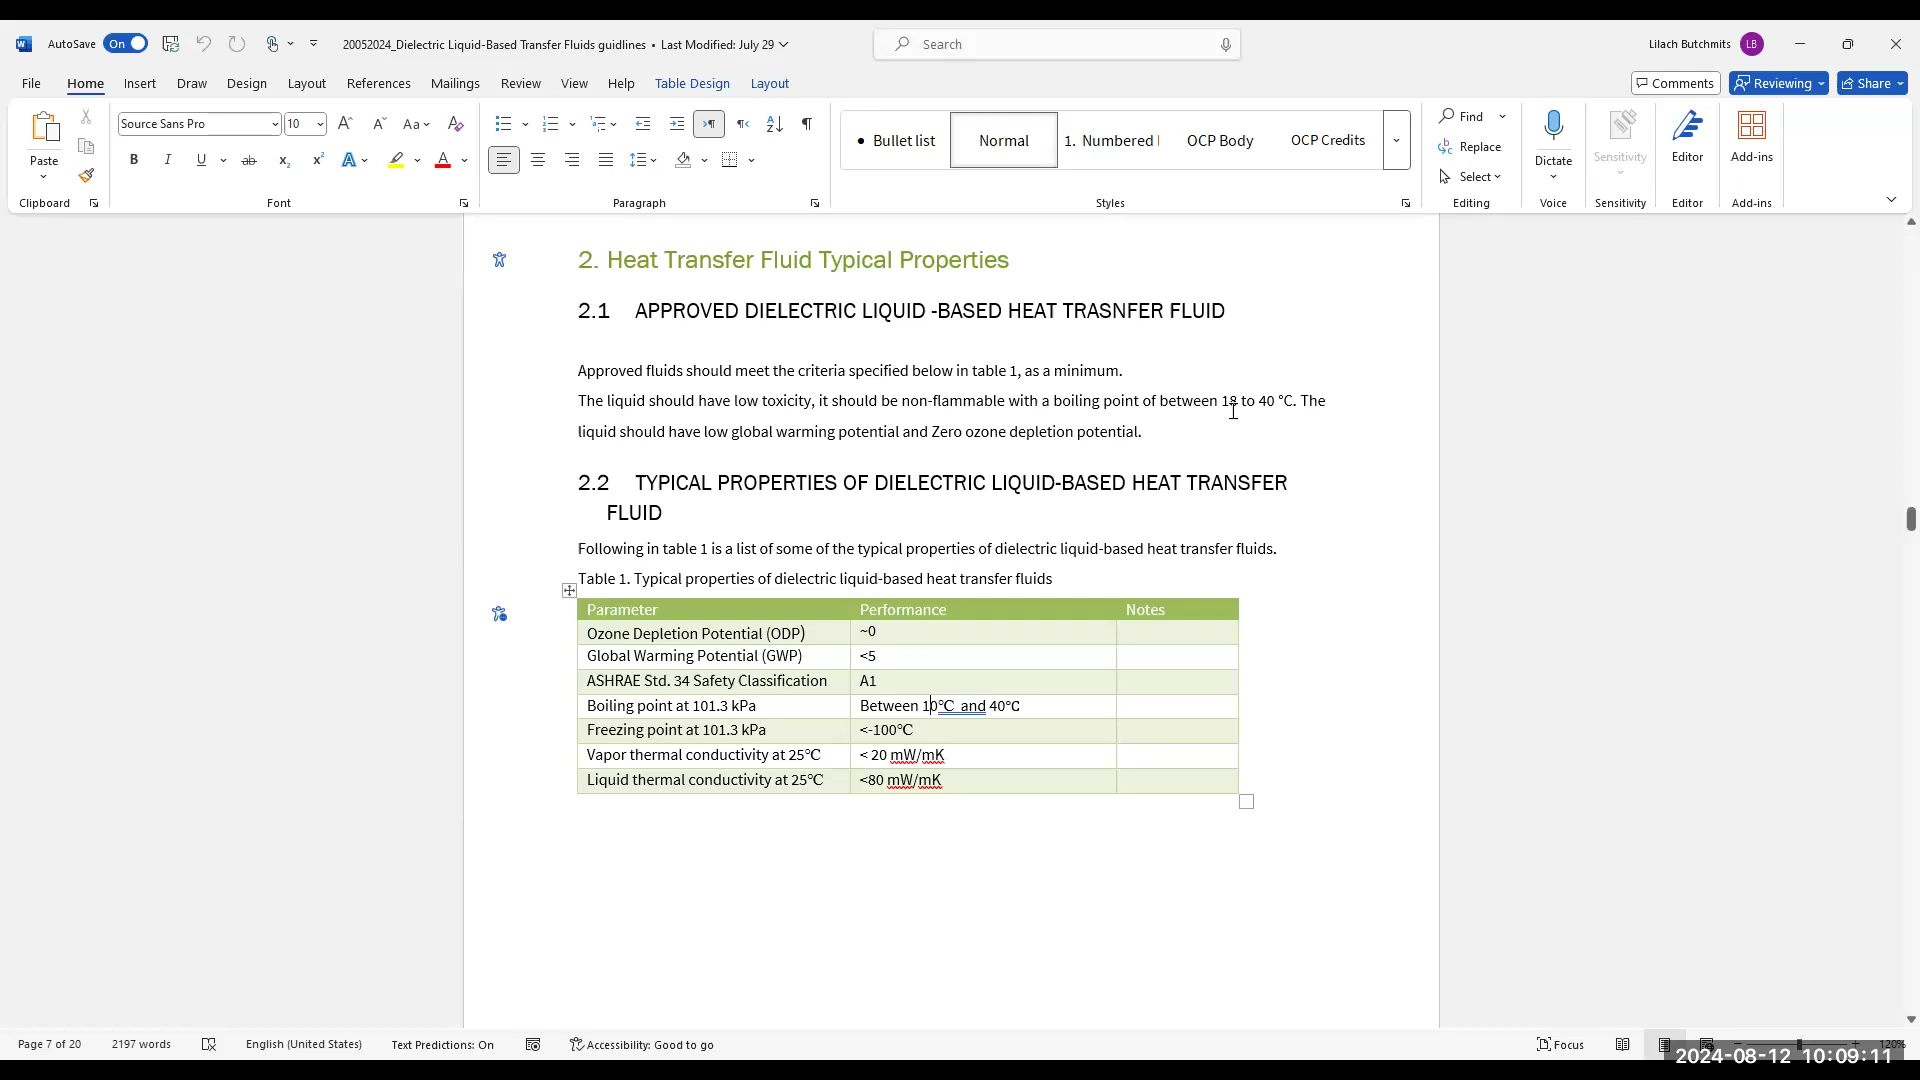 AutoSave On 20052024_Dielectric Liquid-Based Transfer Fluids guidlines • Last Modified: July 29 Search Lilach Butchmits LB
File Home Insert Draw Design Layout References Mailings Review View Help Table Design Layout Comments Reviewing Share
Source Sans Pro 10 Aa Bullet list Normal 1. Numbered OCP Body OCP Credits Find
Paste Replace Dictate Sensitivity Editor Add-ins
B I U ab x₂ x² A A Select
Clipboard Font Paragraph Styles Editing Voice Sensitivity Editor Add-ins
2. Heat Transfer Fluid Typical Properties
2.1 APPROVED DIELECTRIC LIQUID -BASED HEAT TRASNFER FLUID
Approved fluids should meet the criteria specified below in table 1, as a minimum.
The liquid should have low toxicity, it should be non-flammable with a boiling point of between to 40 °C. The
liquid should have low global warming potential and Zero ozone depletion potential.
2.2 TYPICAL PROPERTIES OF DIELECTRIC LIQUID-BASED HEAT TRANSFER
FLUID
Following in table 1 is a list of some of the typical properties of dielectric liquid-based heat transfer fluids.
Table 1. Typical properties of dielectric liquid-based heat transfer fluids
Parameter Performance Notes
Ozone Depletion Potential (ODP) ~0
Global Warming Potential (GWP) <5
ASHRAE Std. 34 Safety Classification A1
Boiling point at 101.3 kPa Between 10°C and 40°C
Freezing point at 101.3 kPa <-100°C
Vapor thermal conductivity at 25°C < 20 mW/mK
Liquid thermal conductivity at 25°C <80 mW/mK
Page 7 of 20 2197 words English (United States) Text Predictions: On Accessibility: Good to go Focus 120%
2024-08-12 10:09:11